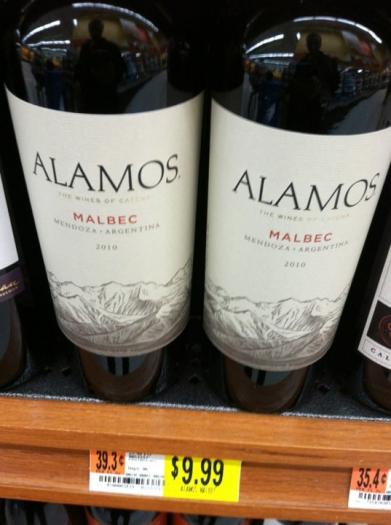 ALAMOS
THE WINES OF CATENA
MALBEC
MENDOZA • ARGENTINA
2010
ALAMOS
THE WINES OF CATENA
MALBEC
MENDOZA • ARGENTINA
2010
CAL
39.3¢
$9.99
35.4